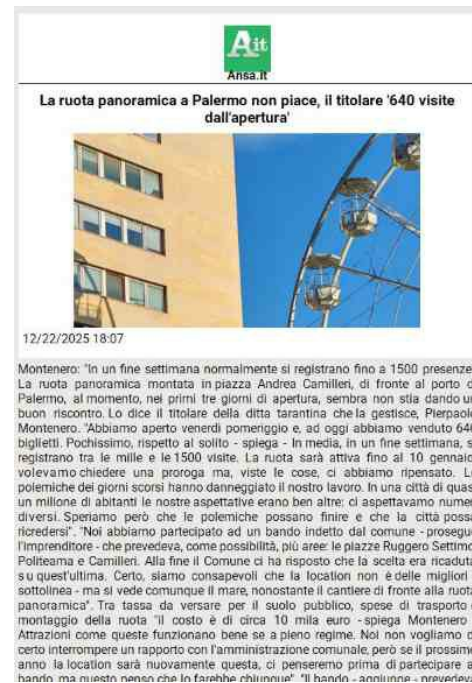 Ait
Ansa.it
La ruota panoramica a Palermo non piace, il titolare '640 visite
dall'apertura'
12/22/2025 18:07
Montenero: "In un fine settimana normalmente si registrano fino a 1500 presenze
La ruota panoramica montata in piazza Andrea Camilleri, di fronte al porto d
Palermo, al momento, nei primi tre giorni di apertura, sembra non stia dando un
buon riscontro. Lo dice il titolare della ditta tarantina che la gestisce, Pierpaolo
Montenero. "Abbiamo aperto venerdì pomeriggio e, ad oggi abbiamo venduto 640
biglietti. Pochissimo, rispetto al solito - spiega - In media, in un fine settimana, s
registrano tra le mille e le 1500 visite. La ruota sarà attiva fino al 10 gennaio
volevamo chiedere una proroga ma, viste le cose, ci abbiamo ripensato. Le
polemiche dei giorni scorsi hanno danneggiato il nostro lavoro. In una città di quas
un milione di abitanti le nostre aspettative erano ben altre: ci aspettavamo numer
diversi. Speriamo però che le polemiche possano finire e che la città possa
ricredersi". "Noi abbiamo partecipato ad un bando indetto dal comune - prosegue
l'imprenditore - che prevedeva, come possibilità, più aree: le piazze Ruggero Settimo
Politeama e Camilleri. Alla fine il Comune ci ha risposto che la scelta era ricaduta
su quest'ultima. Certo, siamo consapevoli che la location non è delle migliori
sottolinea - ma si vede comunque il mare, nonostante il cantiere di fronte alla ruota
panoramica". Tra tassa da versare per il suolo pubblico, spese di trasporto e
montaggio della ruota "il costo è di circa 10 mila euro - spiega Montenero
Attrazioni come queste funzionano bene se a pieno regime. Noi non vogliamo d
certo interrompere un rapporto con l'amministrazione comunale, però se il prossimo
anno la location sarà nuovamente questa, ci penseremo prima di partecipare a
bando, ma questo penso che lo farebbe chiunque". "Il bando - aggiunge - prevedeva